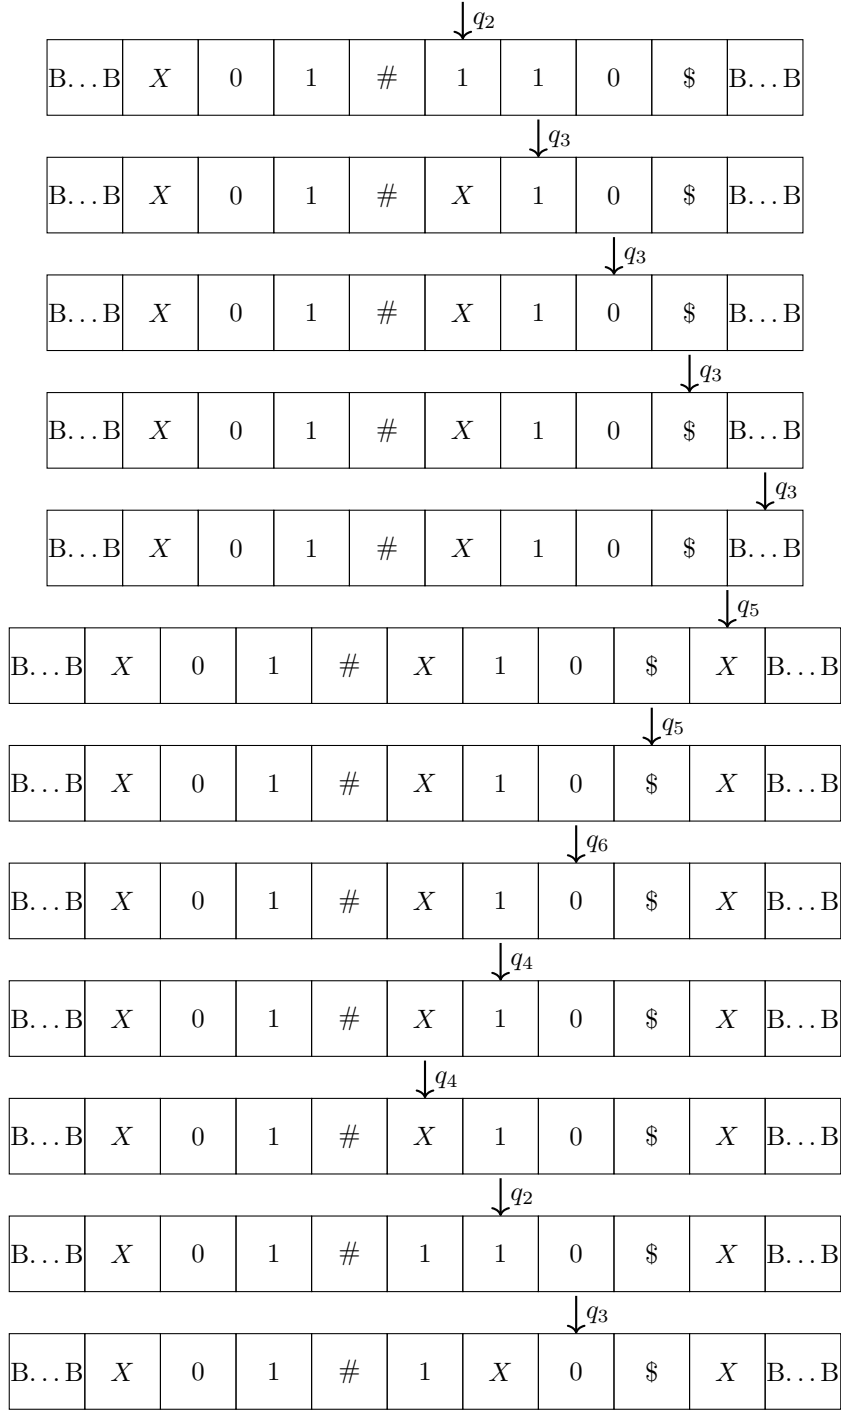 q₂
B...B X 0 1 # 1 1 0 $ B...B
q₃
B...B X 0 1 # X 1 0 $ B...B
q₃
B...B X 0 1 # X 1 0 $ B...B
q₃
B...B X 0 1 # X 1 0 $ B...B
q₃
B...B X 0 1 # X 1 0 $ B...B
q₅
B...B X 0 1 # X 1 0 $ X B...B
q₅
B...B X 0 1 # X 1 0 $ X B...B
q₆
B...B X 0 1 # X 1 0 $ X B...B
q₄
B...B X 0 1 # X 1 0 $ X B...B
q₄
B...B X 0 1 # X 1 0 $ X B...B
q₂
B...B X 0 1 # 1 1 0 $ X B...B
q₃
B...B X 0 1 # 1 X 0 $ X B...B